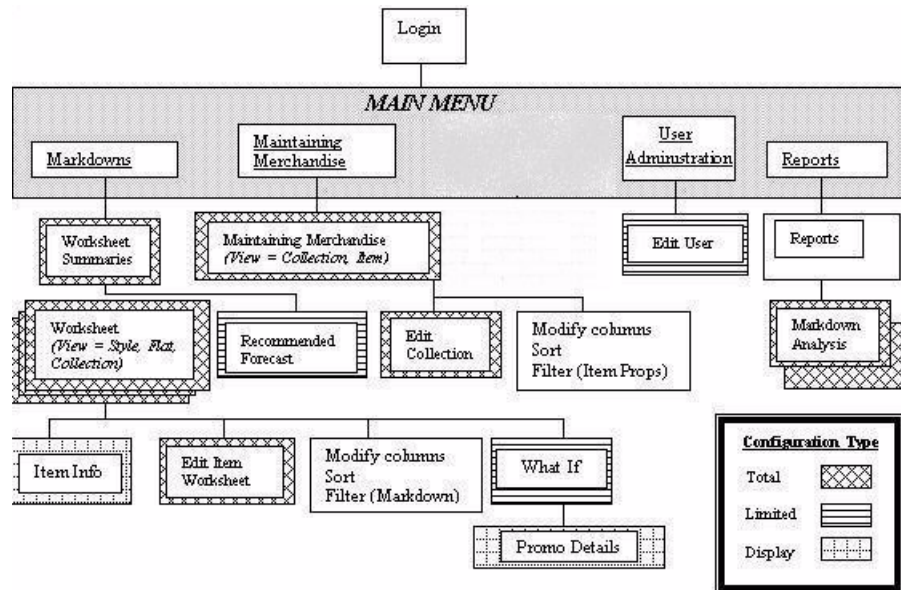 Login
MAIN MENU
Markdowns
Maintaining
Merchandise
User
Adminstration
Reports
Worksheet
Summaries
Maintaining Merchandise
(View = Collection, Item)
Edit User
Reports
Worksheet
(View = Style, Flat,
Collection)
Recommended
Forecast
Edit
Collection
Modify columns
Sort
Filter (Item Props)
Markdown
Analysis
Item Info
Edit Item
Worksheet
Modify columns
Sort
Filter (Markdown)
What If
Promo Details
Configuration Type
Total
Limited
Display